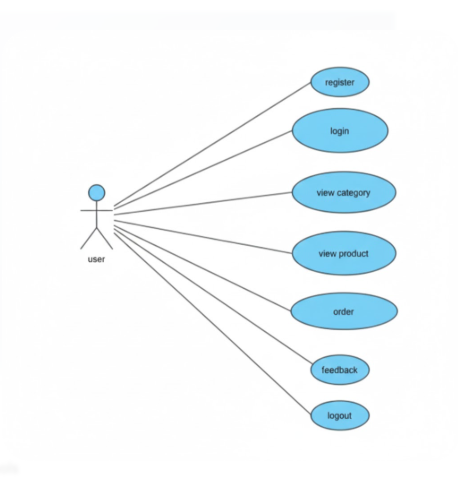 register
login
view category
view product
user
order
feedback
logout